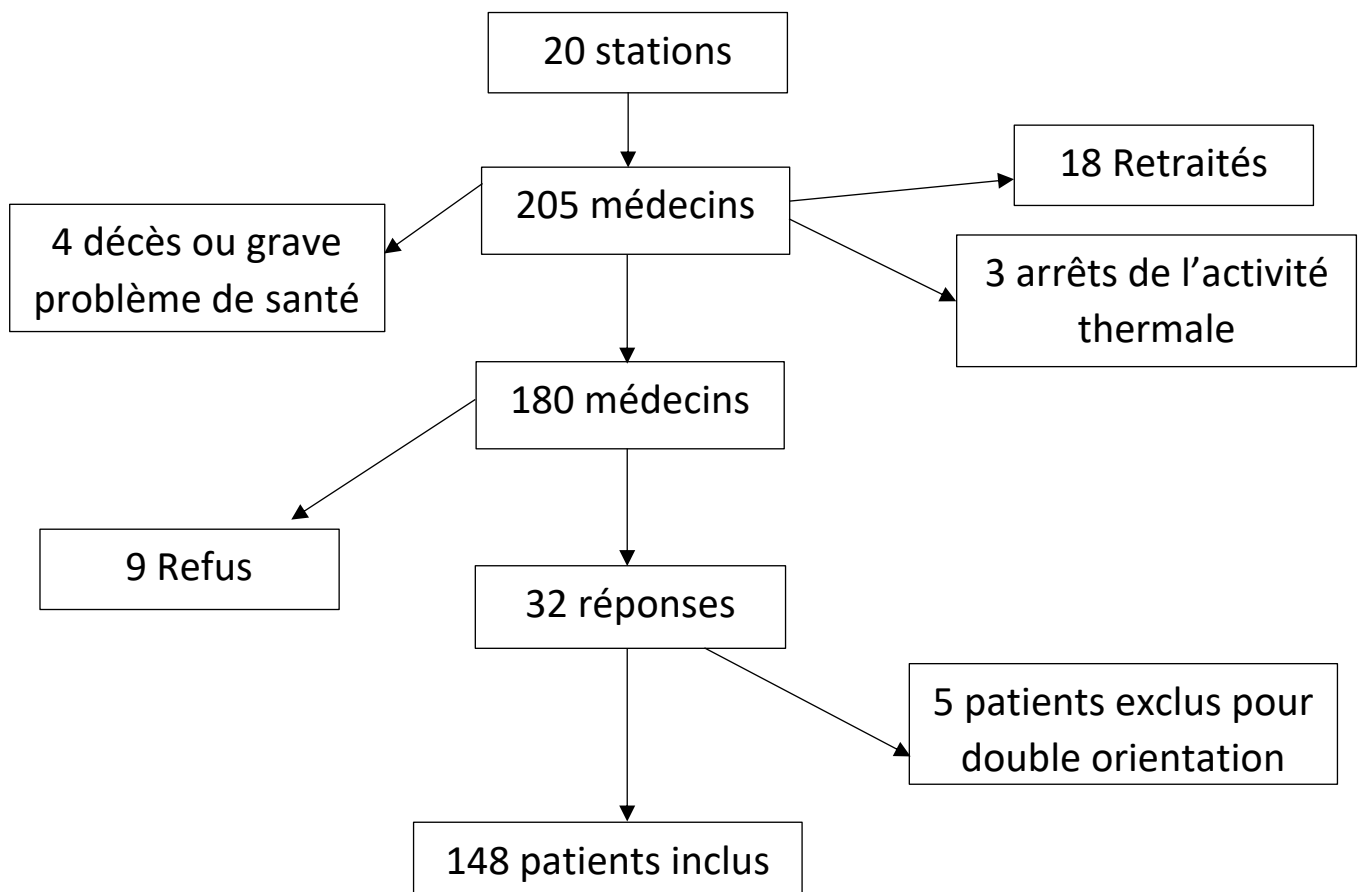 20 stations
18 Retraités
205 médecins
4 décès ou grave
problème de santé
3 arrêts de l’activité
thermale
180 médecins
9 Refus
32 réponses
5 patients exclus pour
double orientation
148 patients inclus